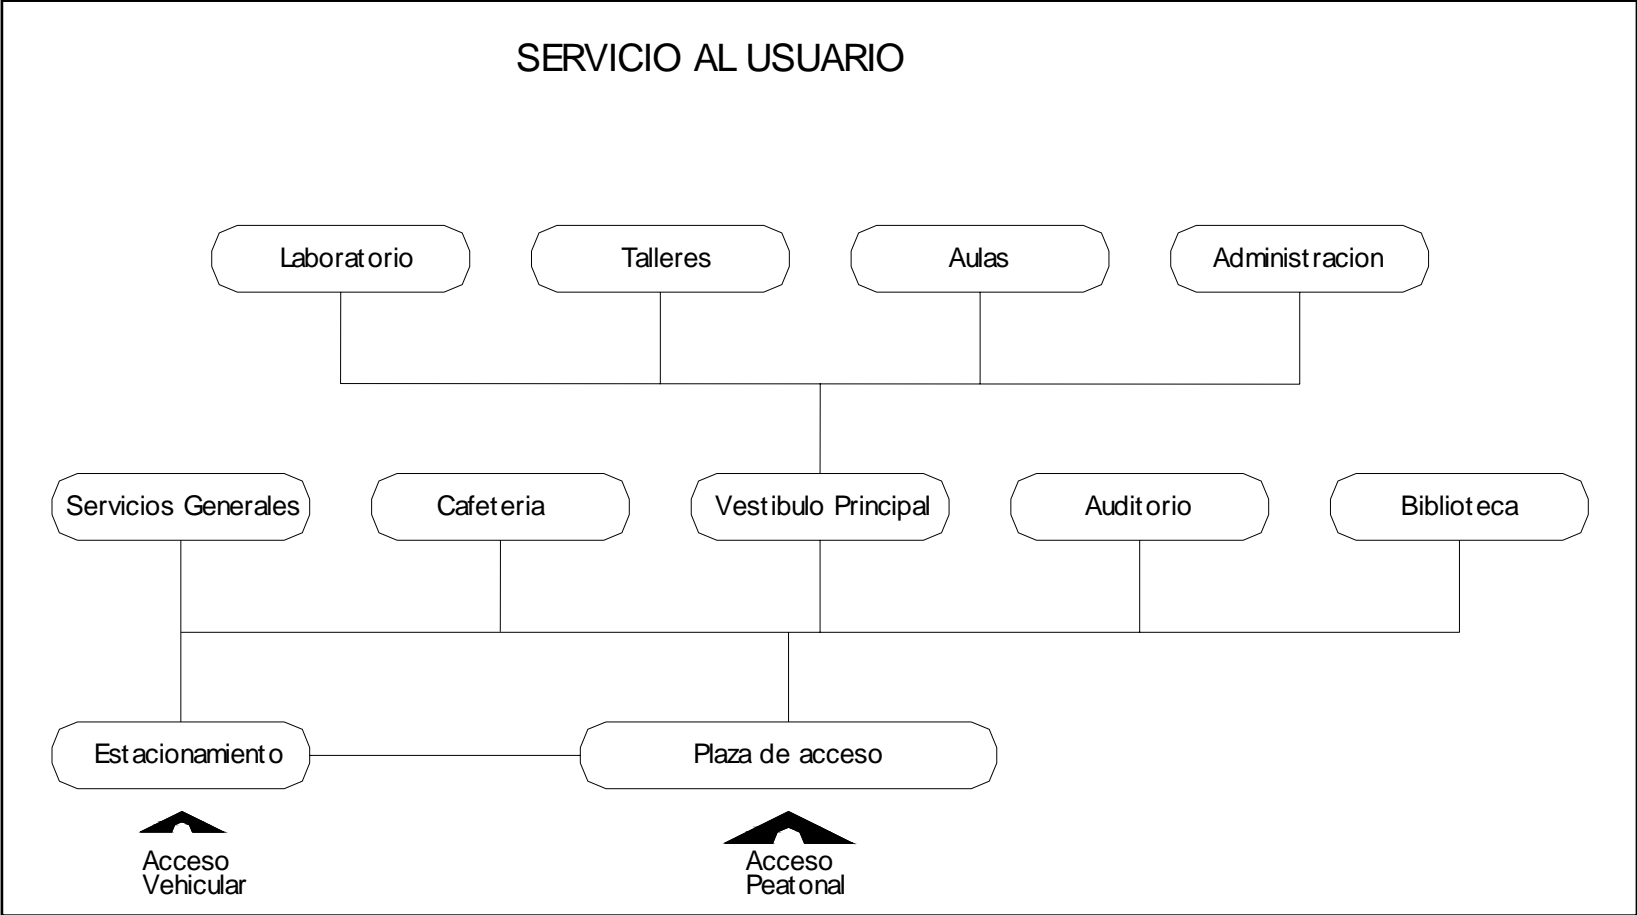 SERVICIO AL USUARIO
Laboratorio
Talleres
Aulas
Administracion
Servicios Generales
Cafeteria
Vestibulo Principal
Auditorio
Biblioteca
Estacionamiento
Plaza de acceso
Acceso
Vehicular
Acceso
Peatonal